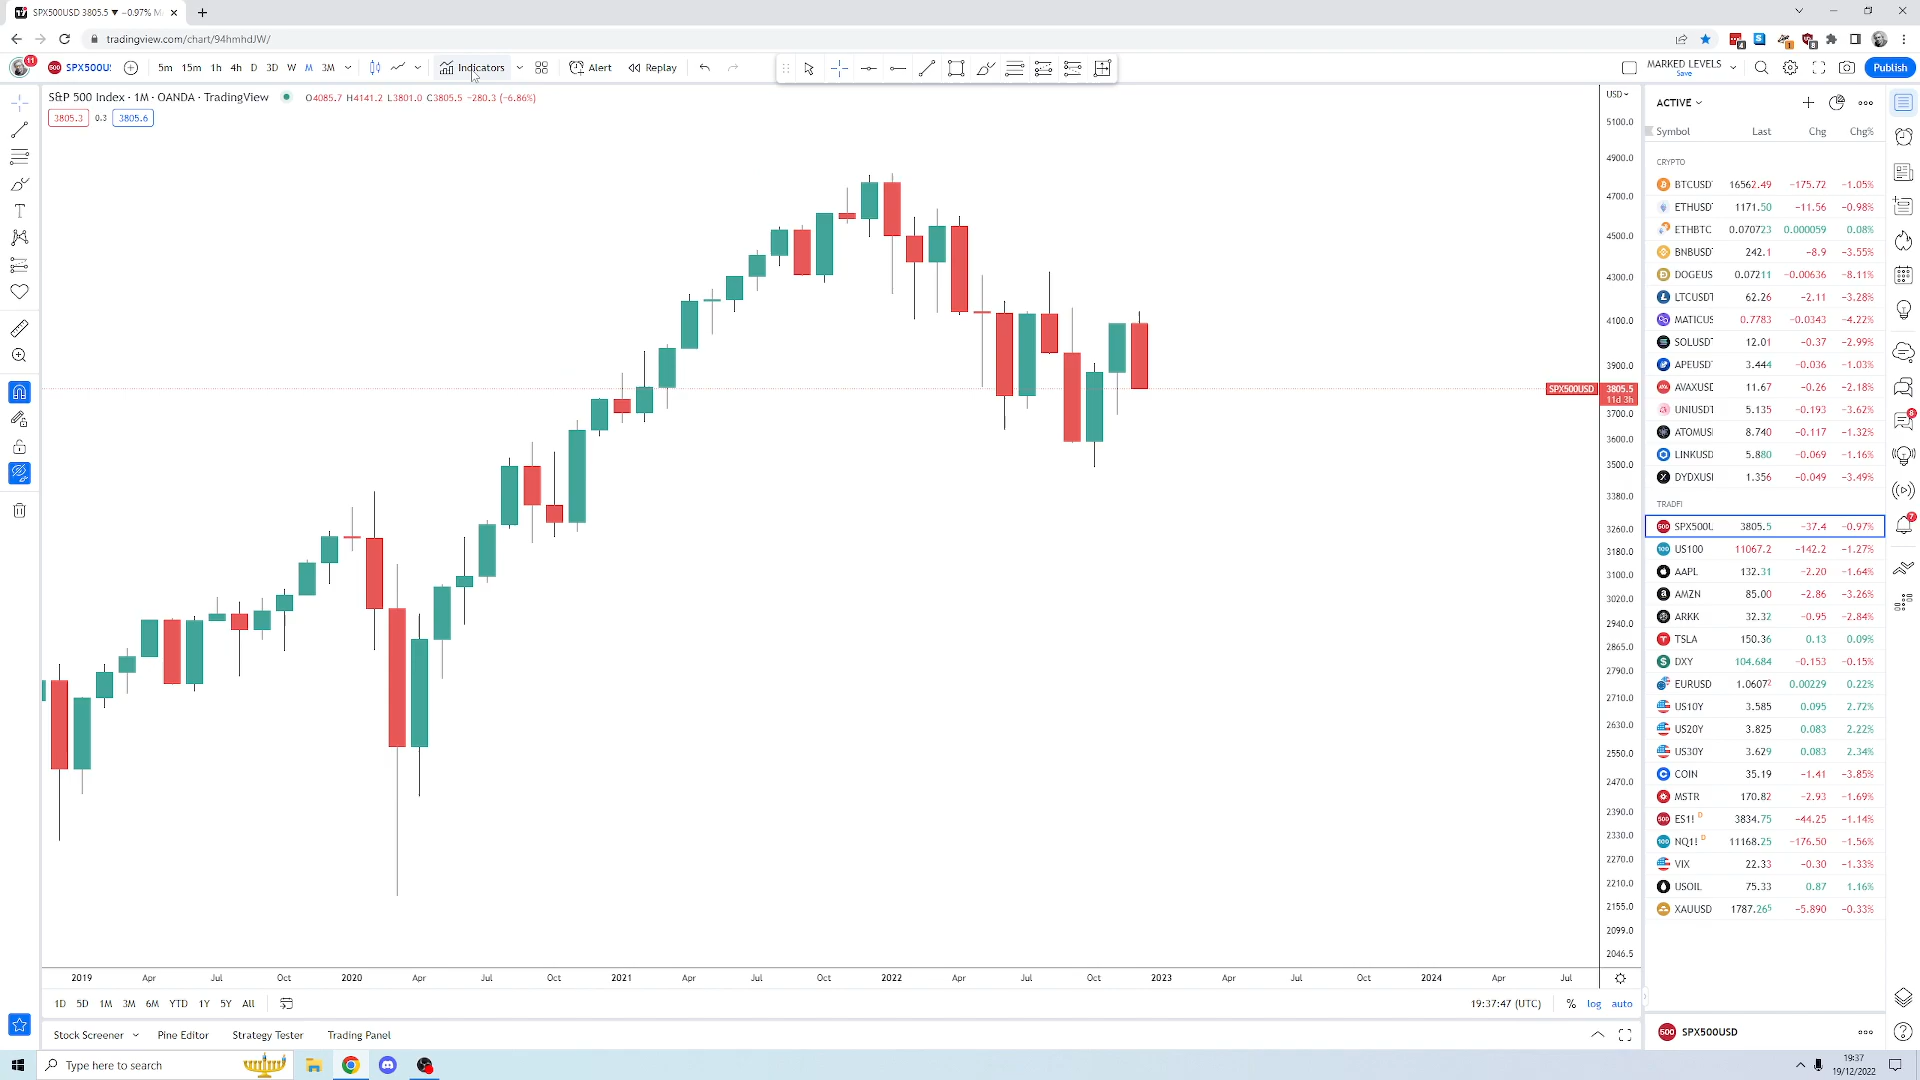 SPX500USD 3805.5 ▼ −0.97% M
tradingview.com/chart/94hmhdJW/
4
1
8
11
SPX500U
5m 15m 1h 4h D 3D W M 3M
Indicators
Alert
Replay
MARKED LEVELS
Save
Publish
S&P 500 Index · 1M · OANDA · TradingView
O4085.7 H4141.2 L3801.0 C3805.5 −280.3 (−6.86%)
3805.3 0.3 3805.6
USD
5100.0
4900.0
4700.0
4500.0
4300.0
4100.0
3900.0
SPX500USD 3805.5
11d 3h
3700.0
3600.0
3500.0
3380.0
3260.0
3180.0
3100.0
3020.0
2940.0
2865.0
2790.0
2710.0
2630.0
2550.0
2470.0
2390.0
2330.0
2270.0
2210.0
2155.0
2099.0
2046.5
2019 Apr Jul Oct 2020 Apr Jul Oct 2021 Apr Jul Oct 2022 Apr Jul Oct 2023 Apr Jul Oct 2024 Apr Jul
1D 5D 1M 3M 6M YTD 1Y 5Y All
19:37:47 (UTC) % log auto
Stock Screener Pine Editor Strategy Tester Trading Panel
ACTIVE
Symbol Last Chg Chg%
CRYPTO
BTCUSD 16562.49 −175.72 −1.05%
ETHUSD 1171.50 −11.56 −0.98%
ETHBTC 0.070723 0.000059 0.08%
BNBUSD 242.1 −8.9 −3.55%
DOGEUS 0.07211 −0.00636 −8.11%
LTCUSDT 62.26 −2.11 −3.28%
MATICUS 0.7783 −0.0343 −4.22%
SOLUSD 12.01 −0.37 −2.99%
APEUSD 3.444 −0.036 −1.03%
AVAXUSD 11.67 −0.26 −2.18%
UNIUSDT 5.135 −0.193 −3.62%
ATOMUS 8.740 −0.117 −1.32%
LINKUSD 5.880 −0.069 −1.16%
DYDXUS 1.356 −0.049 −3.49%
TRADFI
SPX500U 3805.5 −37.4 −0.97%
US100 11067.2 −142.2 −1.27%
AAPL 132.31 −2.20 −1.64%
AMZN 85.00 −2.86 −3.26%
ARKK 32.32 −0.95 −2.84%
TSLA 150.36 0.13 0.09%
DXY 104.684 −0.153 −0.15%
EURUSD 1.0607² 0.00229 0.22%
US10Y 3.585 0.095 2.72%
US20Y 3.825 0.083 2.22%
US30Y 3.629 0.083 2.34%
COIN 35.19 −1.41 −3.85%
MSTR 170.82 −2.93 −1.69%
ES1! D 3834.75 −44.25 −1.14%
NQ1! D 11168.25 −176.50 −1.56%
VIX 22.33 −0.30 −1.33%
USOIL 75.33 0.87 1.16%
XAUUSD 1787.26⁵ −5.890 −0.33%
8
7
500 SPX500USD
Type here to search
19:37
19/12/2022